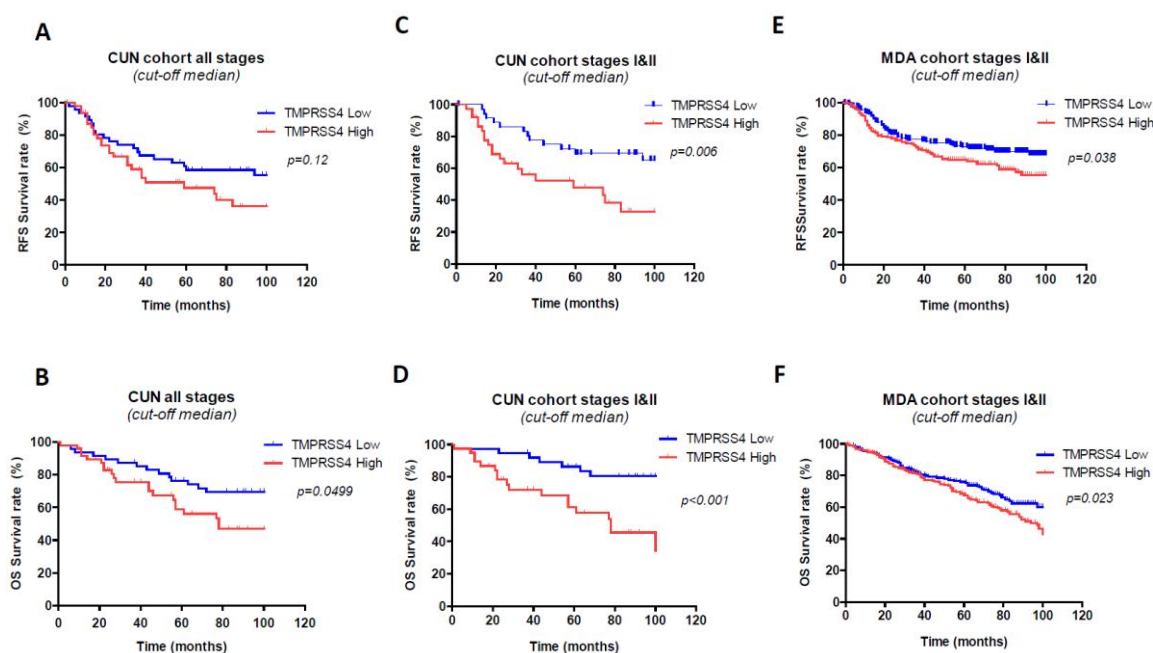 A
CUN cohort all stages
(cut-off median)
RFS Survival rate (%)
100
80
60
40
20
0
0 20 40 60 80 100 120
Time (months)
TMPRSS4 Low
TMPRSS4 High
p=0.12
C
CUN cohort stages I&II
(cut-off median)
RFS Survival rate (%)
100
80
60
40
20
0
0 20 40 60 80 100 120
Time (months)
TMPRSS4 Low
TMPRSS4 High
p=0.006
E
MDA cohort stages I&II
(cut-off median)
RFSSurvival rate (%)
100
80
60
40
20
0
0 20 40 60 80 100 120
Time (months)
TMPRSS4 Low
TMPRSS4 High
p=0.038
B
CUN all stages
(cut-off median)
OS Survival rate (%)
100
80
60
40
20
0
0 20 40 60 80 100 120
Time (months)
TMPRSS4 Low
TMPRSS4 High
p=0.0499
D
CUN cohort stages I&II
(cut-off median)
OS Survival rate (%)
100
80
60
40
20
0
0 20 40 60 80 100 120
Time (months)
TMPRSS4 Low
TMPRSS4 High
p<0.001
F
MDA cohort stages I&II
(cut-off median)
OS Survival rate (%)
100
80
60
40
20
0
0 20 40 60 80 100 120
Time (months)
TMPRSS4 Low
TMPRSS4 High
p=0.023